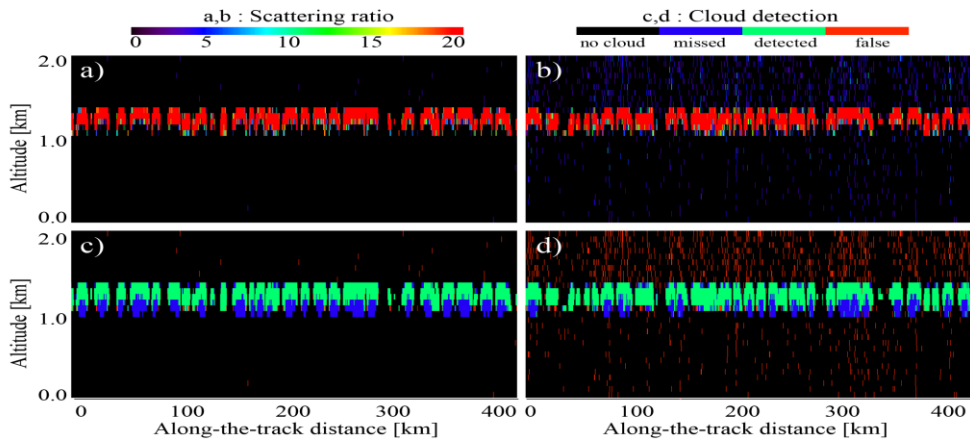 a,b : Scattering ratio
c,d : Cloud detection
0 5 10 15 20
no cloud missed detected false
2.0
a)
b)
Altitude [km]
1.0
0.0
2.0
c)
d)
Altitude [km]
1.0
0.0
0 100 200 300 400
0 100 200 300 400
Along-the-track distance [km]
Along-the-track distance [km]